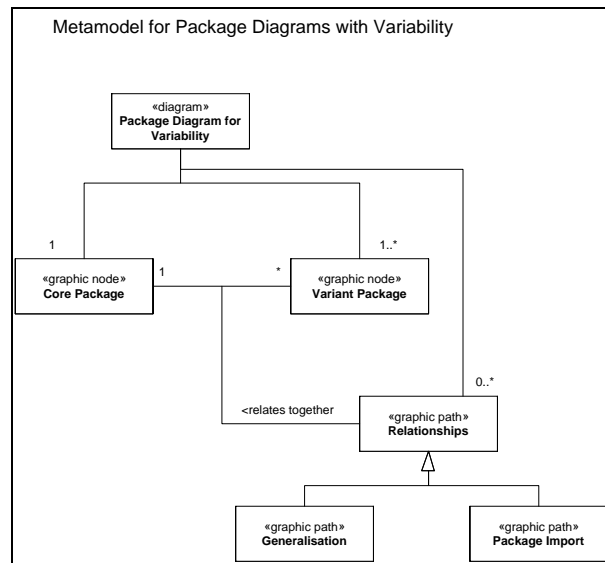 Metamodel for Package Diagrams with Variability
«diagram»
Package Diagram for
Variability
1
1..*
«graphic node»
Core Package
1
*
«graphic node»
Variant Package
0..*
<relates together
«graphic path»
Relationships
«graphic path»
Generalisation
«graphic path»
Package Import